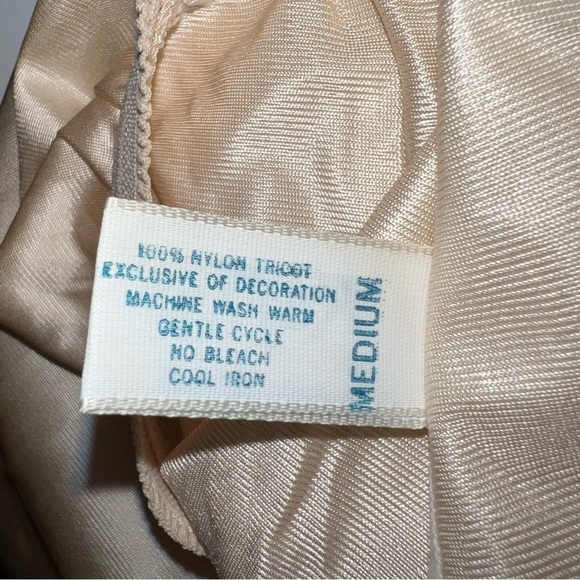 100% NYLON TRICOT
EXCLUSIVE OF DECORATION
MACHINE WASH WARM
GENTLE CYCLE
NO BLEACH
COOL IRON
MEDIUM